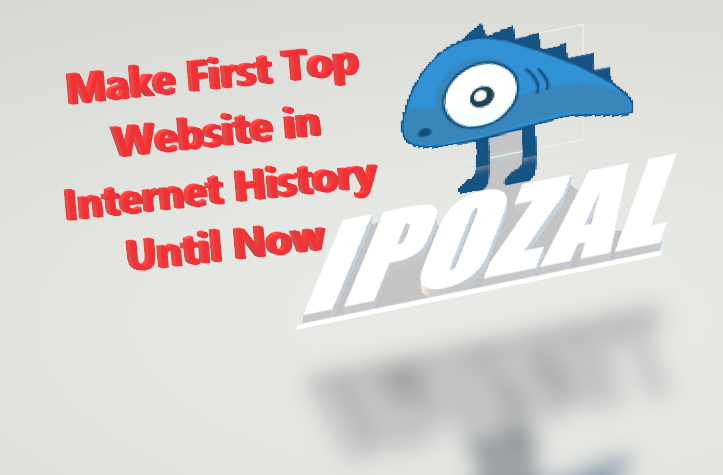 Make First Top
Website in
Internet History
Until Now
IPOZAL